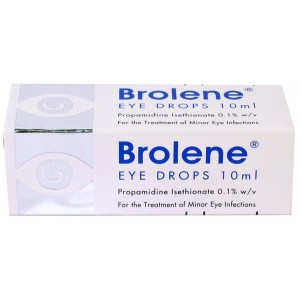 Brolene®
EYE DROPS 10ml
Propamidine Isethionate 0.1% w/v
For the Treatment of Minor Eye Infections
Brolene®
EYE DROPS 10ml
Propamidine Isethionate 0.1% w/v
For the Treatment of Minor Eye Infections